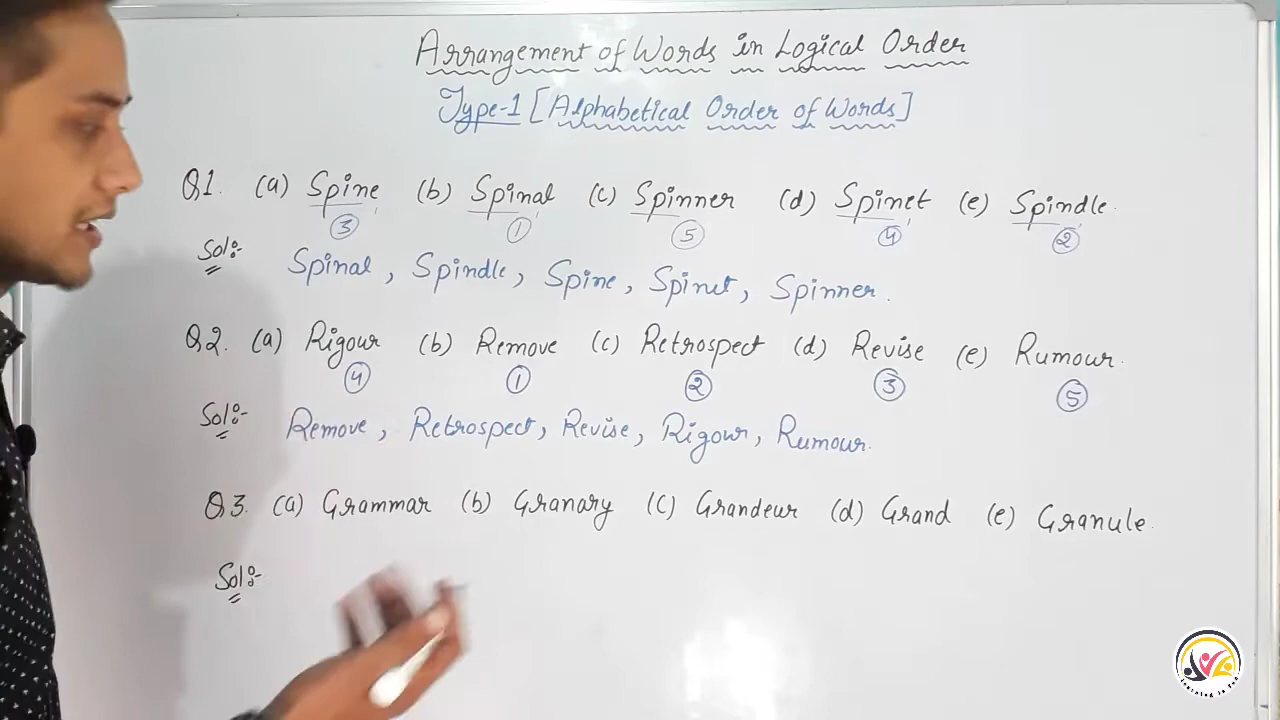 Arrangement of Words in Logical Order
Type-1 [Alphabetical Order of Words]
Q1. (a) Spine (b) Spinal (c) Spinner (d) Spinet (e) Spindle.
3 1 5 4 2
Sol:- Spinal, Spindle, Spine, Spinet, Spinner.
Q2. (a) Rigour (b) Remove (c) Retrospect (d) Revise (e) Rumour.
4 1 2 3 5
Sol:- Remove, Retrospect, Revise, Rigour, Rumour.
Q3. (a) Grammar (b) Granary (c) Grandeur (d) Grand (e) Granule.
Sol:-